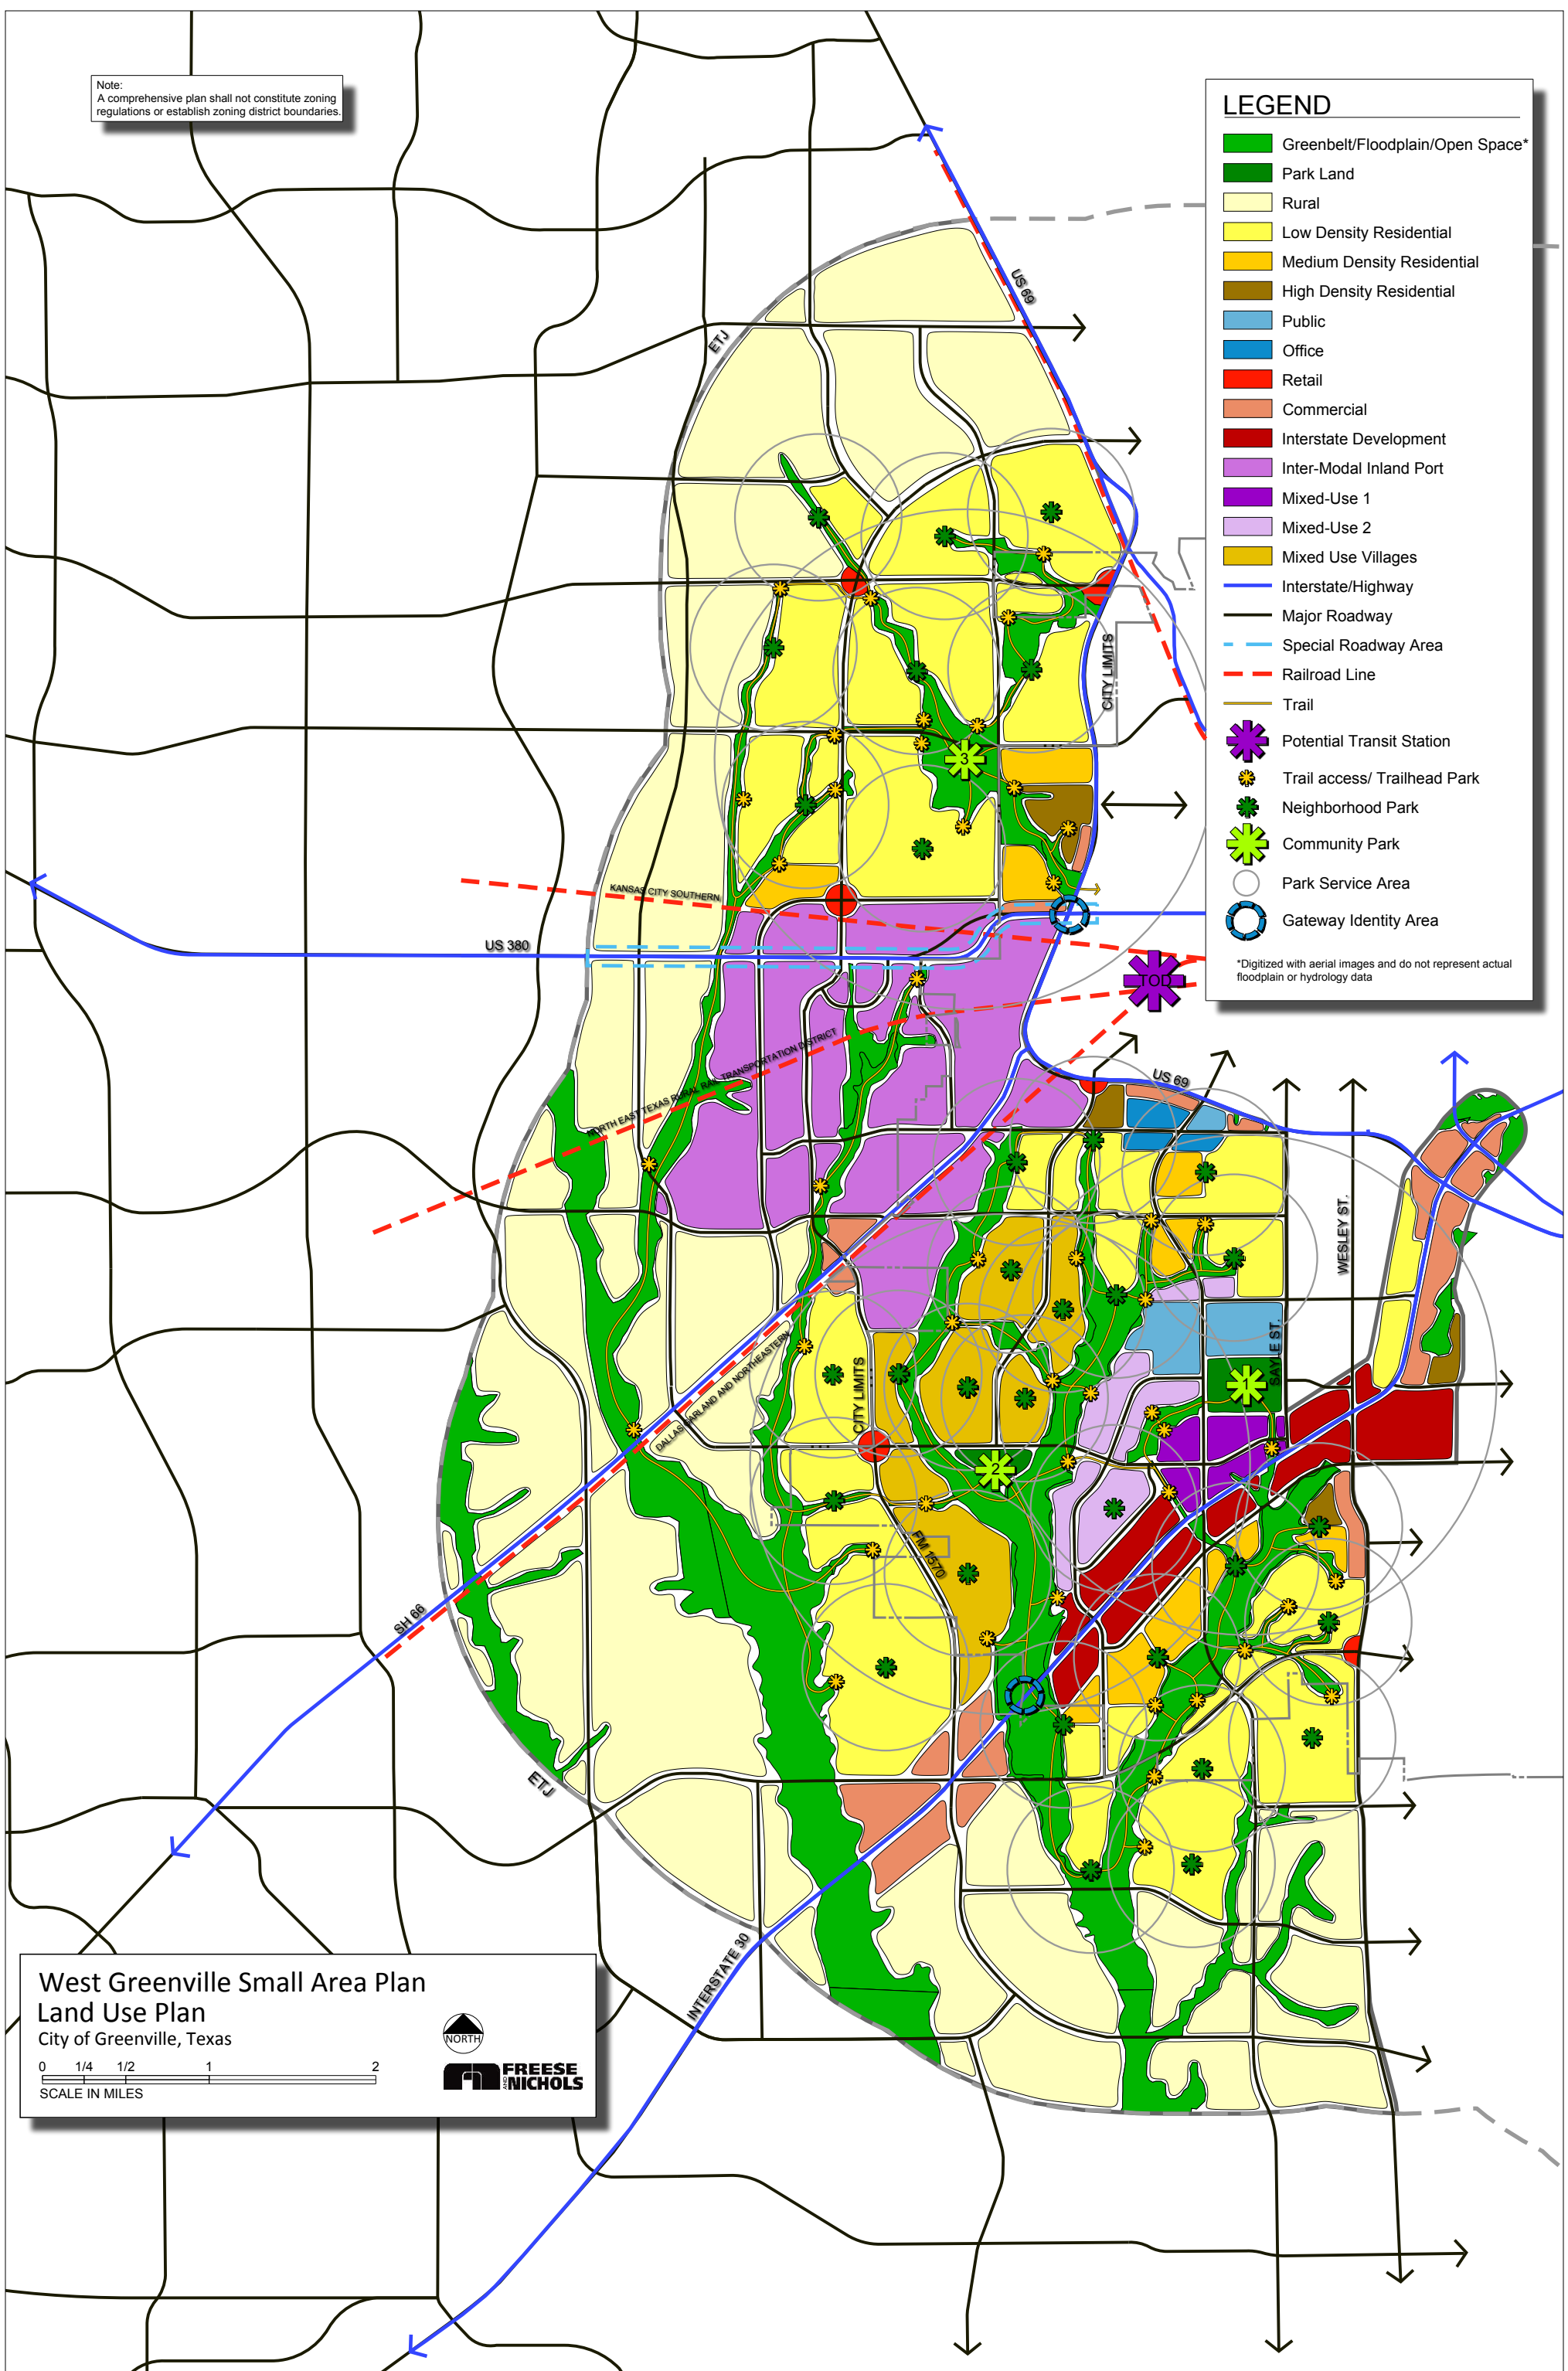 Note:
A comprehensive plan shall not constitute zoning
regulations or establish zoning district boundaries.
LEGEND
Greenbelt/Floodplain/Open Space*
Park Land
Rural
Low Density Residential
Medium Density Residential
High Density Residential
Public
Office
Retail
Commercial
Interstate Development
Inter-Modal Inland Port
Mixed-Use 1
Mixed-Use 2
Mixed Use Villages
Interstate/Highway
Major Roadway
Special Roadway Area
Railroad Line
Trail
Potential Transit Station
Trail access/ Trailhead Park
Neighborhood Park
Community Park
Park Service Area
Gateway Identity Area
*Digitized with aerial images and do not represent actual
floodplain or hydrology data
US 69
ETJ
CITY LIMITS
3
KANSAS CITY SOUTHERN
US 380
TOD
NORTH EAST TEXAS RURAL RAIL TRANSPORTATION DISTRICT
US 69
WESLEY ST.
SAYLE ST.
1
DALLAS GARLAND AND NORTHEASTERN
CITY LIMITS
2
FM 1570
SH 66
ETJ
INTERSTATE 30
West Greenville Small Area Plan
Land Use Plan
City of Greenville, Texas
0 1/4 1/2 1 2
SCALE IN MILES
NORTH
FREESE
AND
NICHOLS